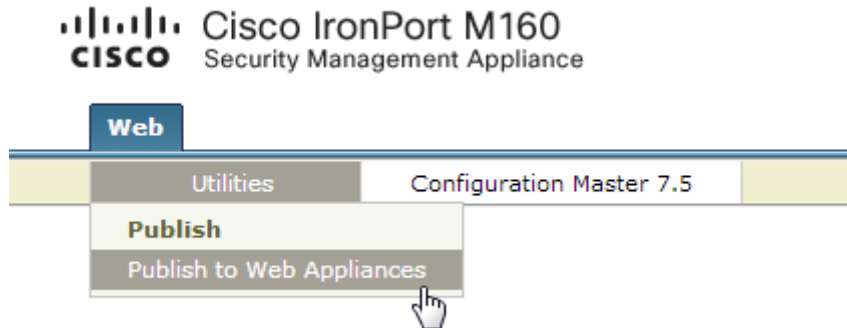 CISCO Cisco IronPort M160
Security Management Appliance
Web
Utilities Configuration Master 7.5
Publish
Publish to Web Appliances